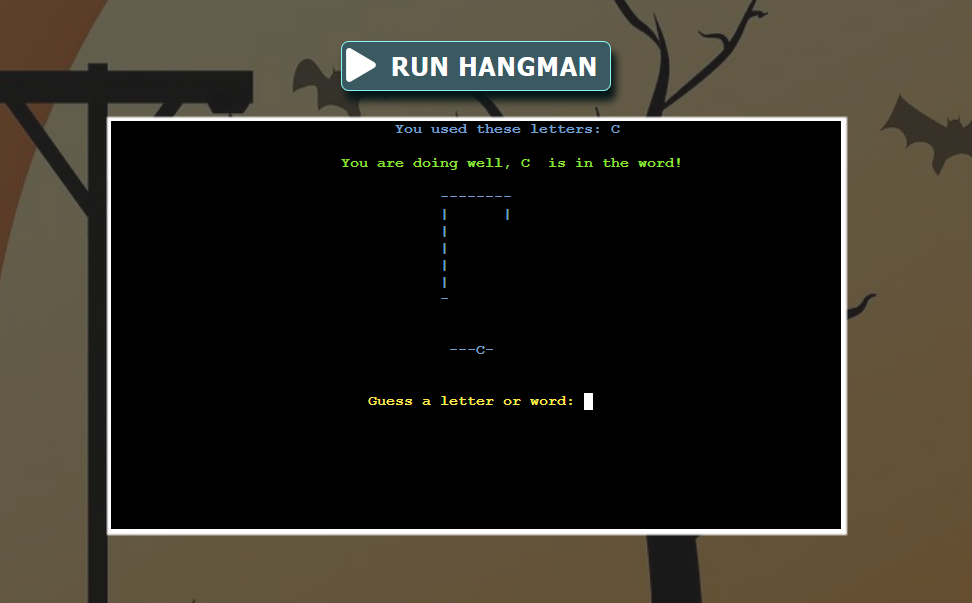 RUN HANGMAN
You used these letters: C
You are doing well, C  is in the word!
--------
|      |
|
|
|
|
-
---C-
Guess a letter or word: